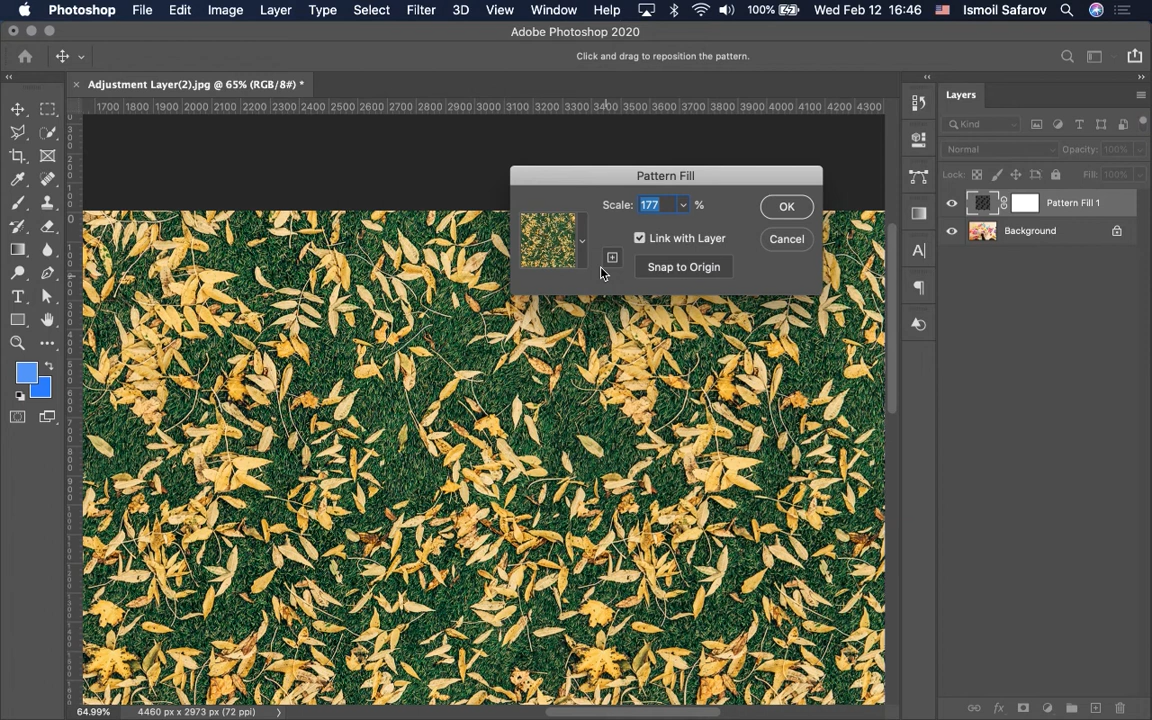 Photoshop File Edit Image Layer Type Select Filter 3D View Window Help 100% Wed Feb 12 16:46 Ismoil Safarov
Adobe Photoshop 2020
Click and drag to reposition the pattern.
Adjustment Layer(2).jpg @ 65% (RGB/8#) *
1700 1800 1900 2000 2100 2200 2300 2400 2500 2600 2700 2800 2900 3000 3100 3200 3300 3400 3500 3600 3700 3800 3900 4000 4100 4200 4300
Layers
Kind
Normal Opacity: 100%
Lock: Fill: 100%
Pattern Fill 1
Background
Pattern Fill
Scale: 177 %
OK
Link with Layer
Cancel
Snap to Origin
64.99% 4460 px x 2973 px (72 ppi)